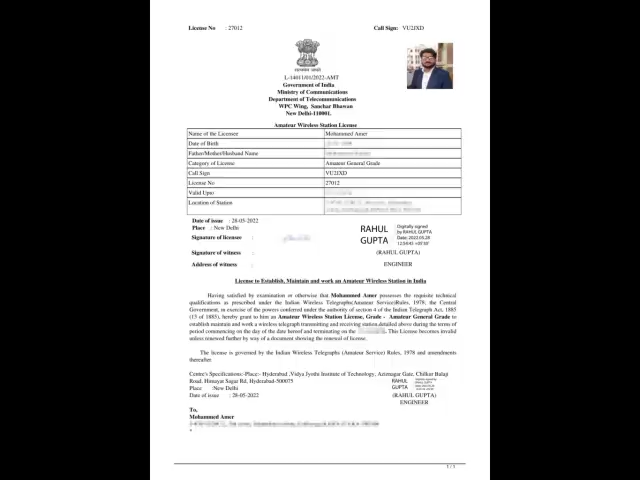 License No : 27012 Call Sign: VU2JXD
सत्यमेव जयते
L-14011/01/2022-AMT
Government of India
Ministry of Communications
Department of Telecommunications
WPC Wing, Sanchar Bhawan
New Delhi-110001.
Amateur Wireless Station License
Name of the Licensee Mohammed Amer
Date of Birth
Father/Mother/Husband Name
Category of License Amateur General Grade
Call Sign VU2JXD
License No 27012
Valid Upto
Location of Station
Date of issue : 28-05-2022
Place : New Delhi
Signature of licensee :
RAHUL GUPTA
Digitally signed
by RAHUL GUPTA
Date: 2022.05.28
Signature of witness : (RAHUL GUPTA)
Address of witness : ENGINEER
License to Establish, Maintain and work an Amateur Wireless Station in India
Having satisfied by examination or otherwise that Mohammed Amer possesses the requisite technical
qualifications as prescribed under the Indian Wireless Telegraphs(Amateur Service)Rules, 1978, the Central
Government, in exercise of the powers conferred under the authority of section 4 of the Indian Telegraph Act, 1885
(13 of 1885), hereby grant to him an Amateur Wireless Station License, Grade - Amateur General Grade to
establish maintain and work a wireless telegraph transmitting and receiving station detailed above during the terms of
period commencing on the day of the date hereof and terminating on the This License becomes invalid
unless renewed further by way of a document showing the renewal of license.
The license is governed by the Indian Wireless Telegraphs (Amateur Service) Rules, 1978 and amendments
thereafter
Centre's Specifications:-Place:- Hyderabad ,Vidya Jyothi Institute of Technology, Aziznagar Gate, Chilkur Balaji
Road, Himayat Sagar Rd, Hyderabad-500075
Place :New Delhi
Date of issue : 28-05-2022
RAHUL
GUPTA
(RAHUL GUPTA)
ENGINEER
To,
Mohammed Amer
1 / 1